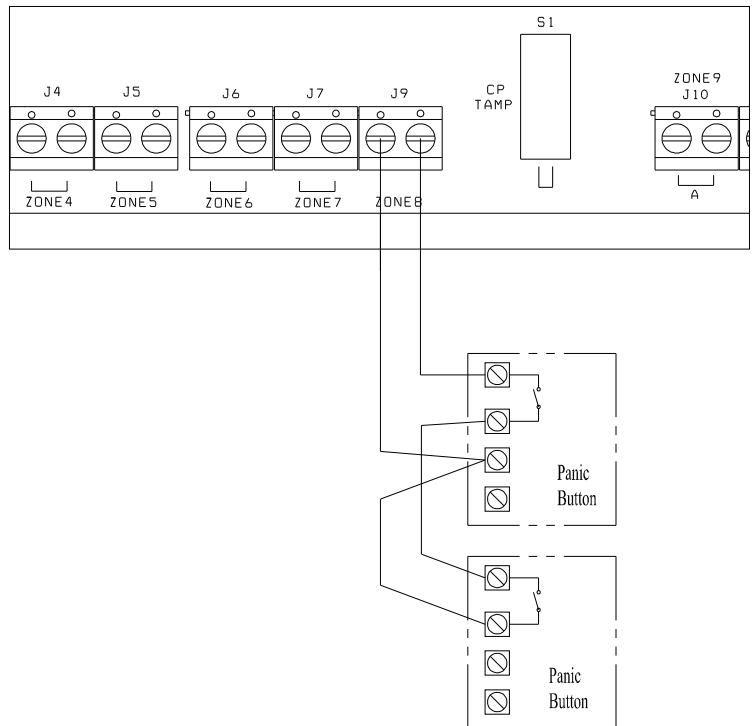 S1
ZONE9
J4 J5 J6 J7 J9 CP J10
TAMP
ZONE4 ZONE5 ZONE6 ZONE7 ZONE8 A
Panic
Button
Panic
Button